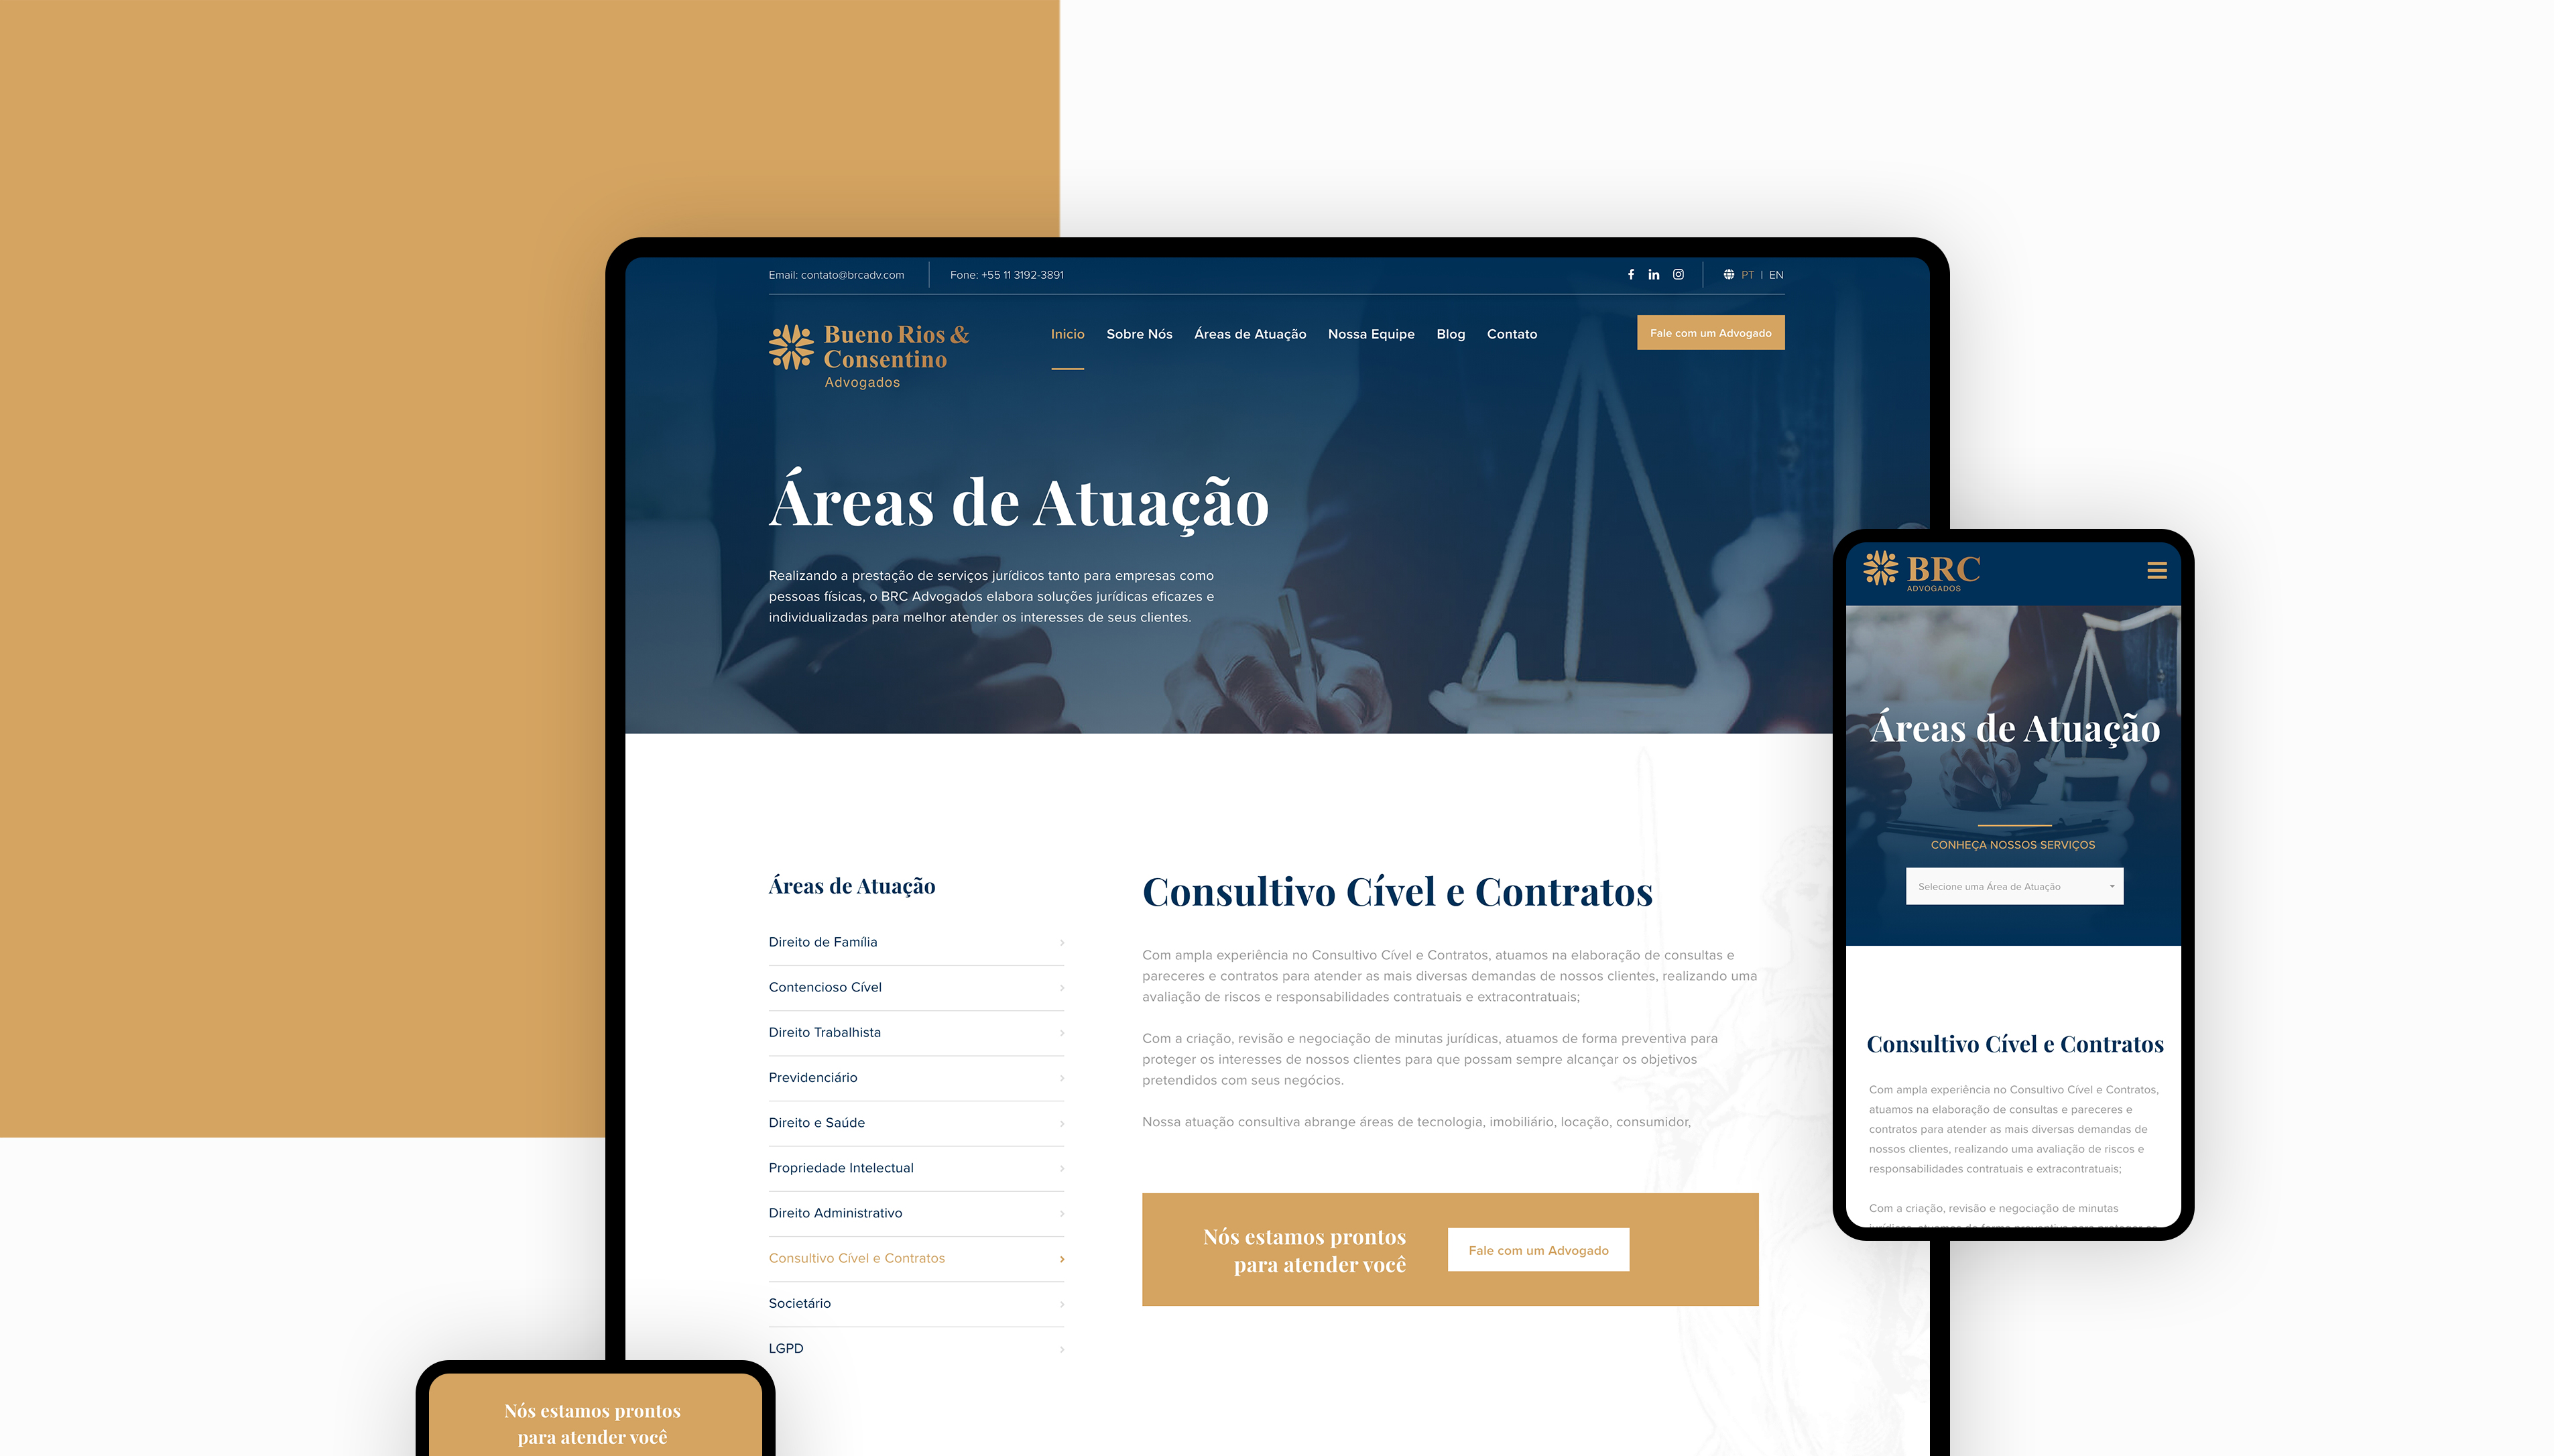 Email: contato@brcadv.com
Fone: +55 11 3192-3891
PT | EN
Bueno Rios &
Consentino
Advogados
Início
Sobre Nós
Áreas de Atuação
Nossa Equipe
Blog
Contato
Fale com um Advogado
Áreas de Atuação
Realizando a prestação de serviços jurídicos tanto para empresas como
pessoas físicas, o BRC Advogados elabora soluções jurídicas eficazes e
individualizadas para melhor atender os interesses de seus clientes.
Áreas de Atuação
Direito de Família
Contencioso Cível
Direito Trabalhista
Previdenciário
Direito e Saúde
Propriedade Intelectual
Direito Administrativo
Consultivo Cível e Contratos
Societário
LGPD
Consultivo Cível e Contratos
Com ampla experiência no Consultivo Cível e Contratos, atuamos na elaboração de consultas e
pareceres e contratos para atender as mais diversas demandas de nossos clientes, realizando uma
avaliação de riscos e responsabilidades contratuais e extracontratuais;
Com a criação, revisão e negociação de minutas jurídicas, atuamos de forma preventiva para
proteger os interesses de nossos clientes para que possam sempre alcançar os objetivos
pretendidos com seus negócios.
Nossa atuação consultiva abrange áreas de tecnologia, imobiliário, locação, consumidor,
Nós estamos prontos
para atender você
Fale com um Advogado
BRC
ADVOGADOS
Áreas de Atuação
CONHEÇA NOSSOS SERVIÇOS
Selecione uma Área de Atuação
Consultivo Cível e Contratos
Com ampla experiência no Consultivo Cível e Contratos,
atuamos na elaboração de consultas e pareceres e
contratos para atender as mais diversas demandas de
nossos clientes, realizando uma avaliação de riscos e
responsabilidades contratuais e extracontratuais;
Com a criação, revisão e negociação de minutas
Nós estamos prontos
para atender você